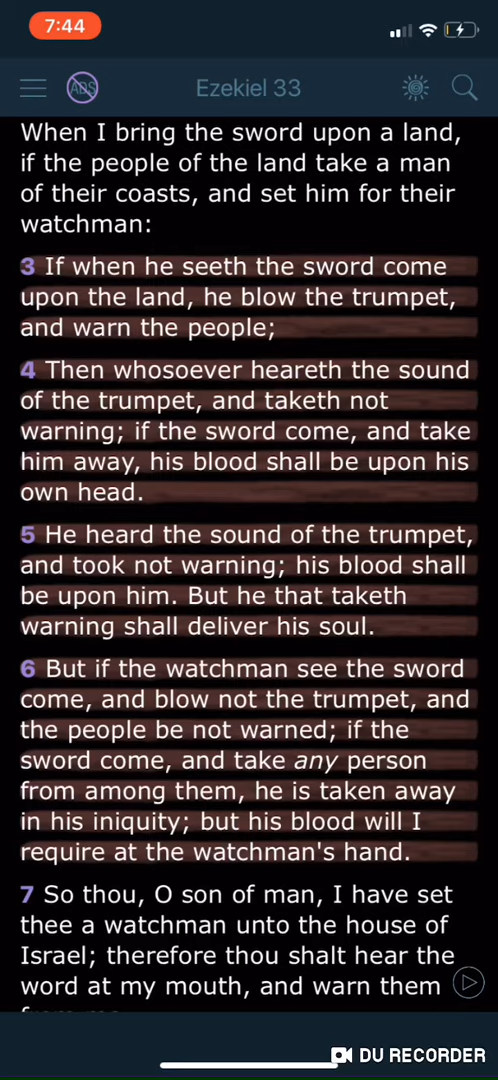 7:44
ADS
Ezekiel 33
When I bring the sword upon a land,
if the people of the land take a man
of their coasts, and set him for their
watchman:
3 If when he seeth the sword come
upon the land, he blow the trumpet,
and warn the people;
4 Then whosoever heareth the sound
of the trumpet, and taketh not
warning; if the sword come, and take
him away, his blood shall be upon his
own head.
5 He heard the sound of the trumpet,
and took not warning; his blood shall
be upon him. But he that taketh
warning shall deliver his soul.
6 But if the watchman see the sword
come, and blow not the trumpet, and
the people be not warned; if the
sword come, and take any person
from among them, he is taken away
in his iniquity; but his blood will I
require at the watchman's hand.
7 So thou, O son of man, I have set
thee a watchman unto the house of
Israel; therefore thou shalt hear the
word at my mouth, and warn them
DU RECORDER